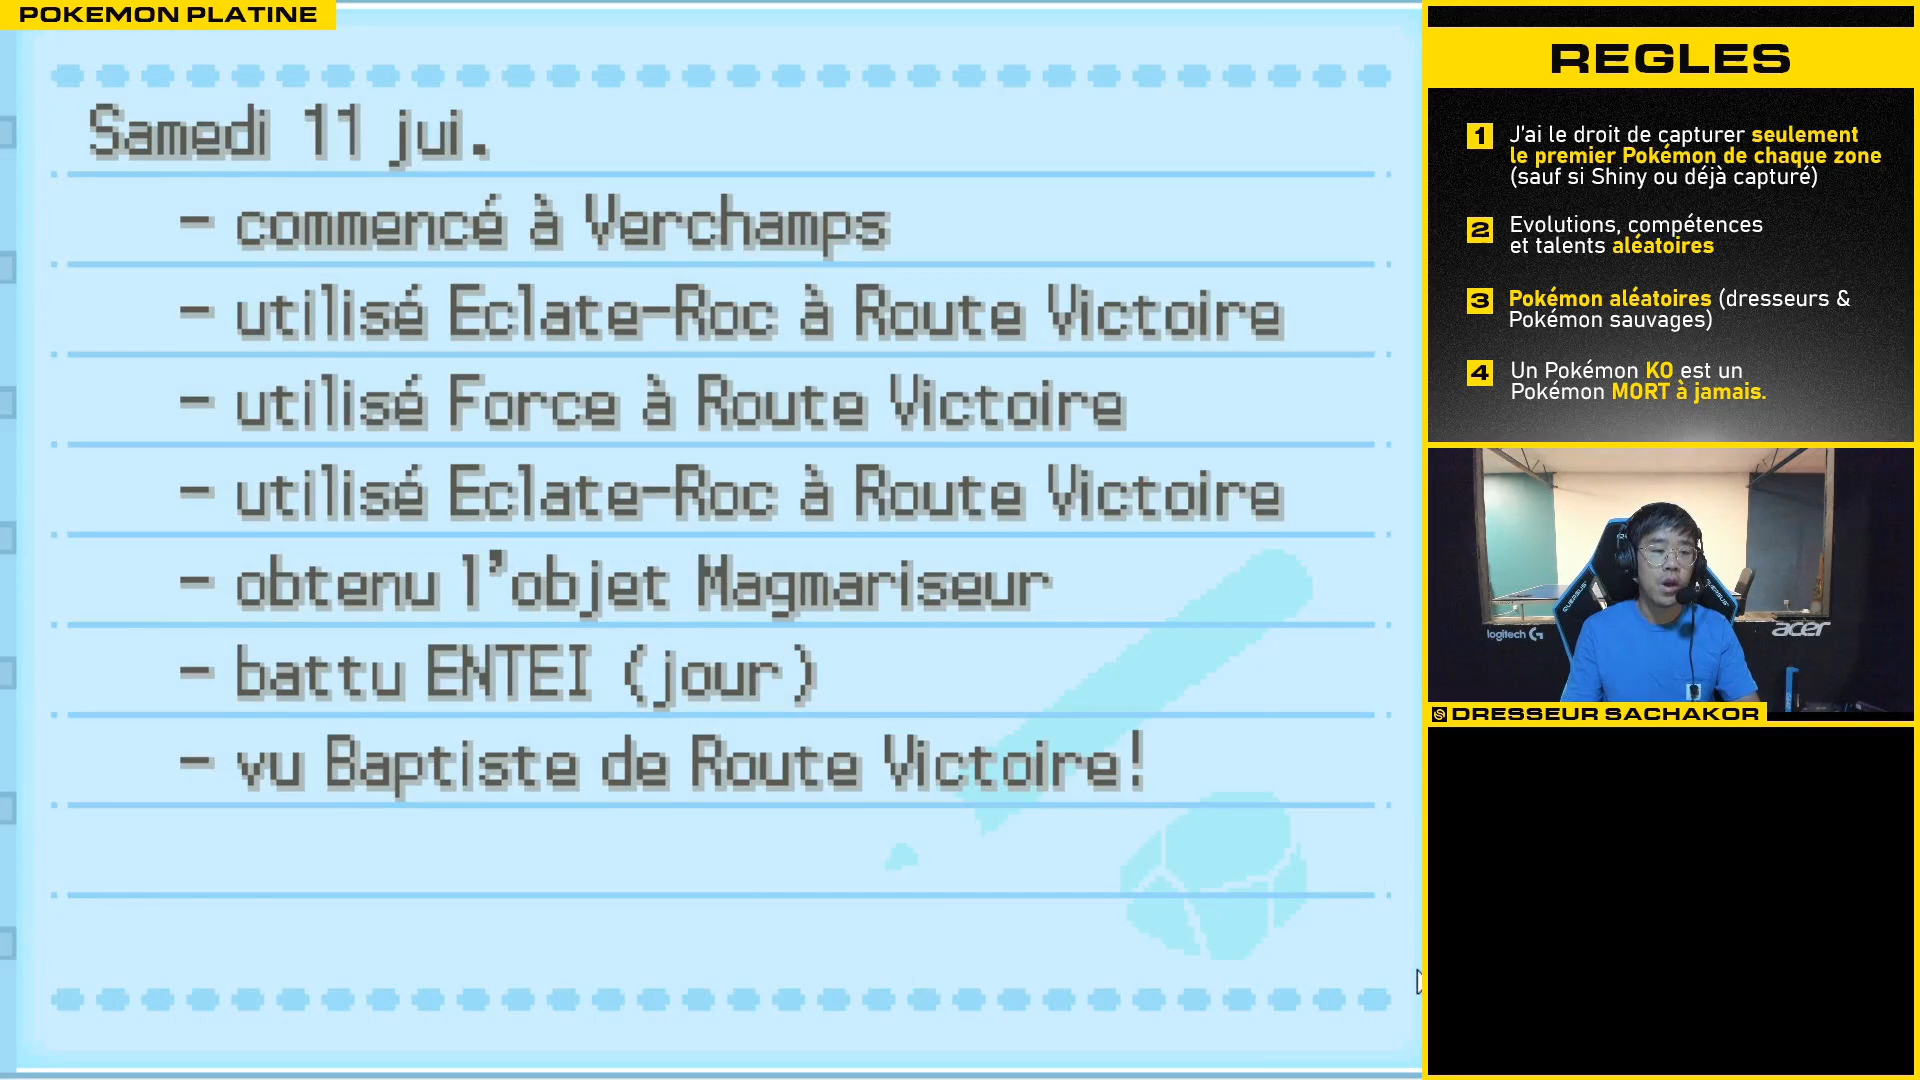 POKEMON PLATINE
Samedi 11 jui.
- commencé à Verchamps
- utilisé Eclate-Roc à Route Victoire
- utilisé Force à Route Victoire
- utilisé Eclate-Roc à Route Victoire
- obtenu l'objet Magmariseur
- battu ENTEI (jour)
- vu Baptiste de Route Victoire!
REGLES
1 J'ai le droit de capturer seulement
le premier Pokémon de chaque zone
(sauf si Shiny ou déjà capturé)
2 Evolutions, compétences
et talents aléatoires
3 Pokémon aléatoires (dresseurs &
Pokémon sauvages)
4 Un Pokémon KO est un
Pokémon MORT à jamais.
QUERSUS
QUERSUS
logitech G
acer
DRESSEUR SACHAKOR